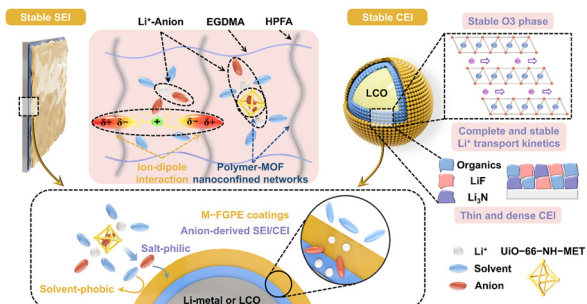 Stable SEI
Li⁺-Anion
EGDMA
HPFA
δ+
δ−
+
δ−
δ+
Ion-dipole
interaction
Polymer-MOF
nanoconfined networks
Stable CEI
LCO
Stable O3 phase
Complete and stable
Li⁺ transport kinetics
Organics
LiF
Li₃N
Thin and dense CEI
M−FGPE coatings
Anion-derived SEI/CEI
Salt-philic
Solvent-phobic
Li-metal or LCO
Li⁺
UiO−66−NH−MET
Solvent
Anion